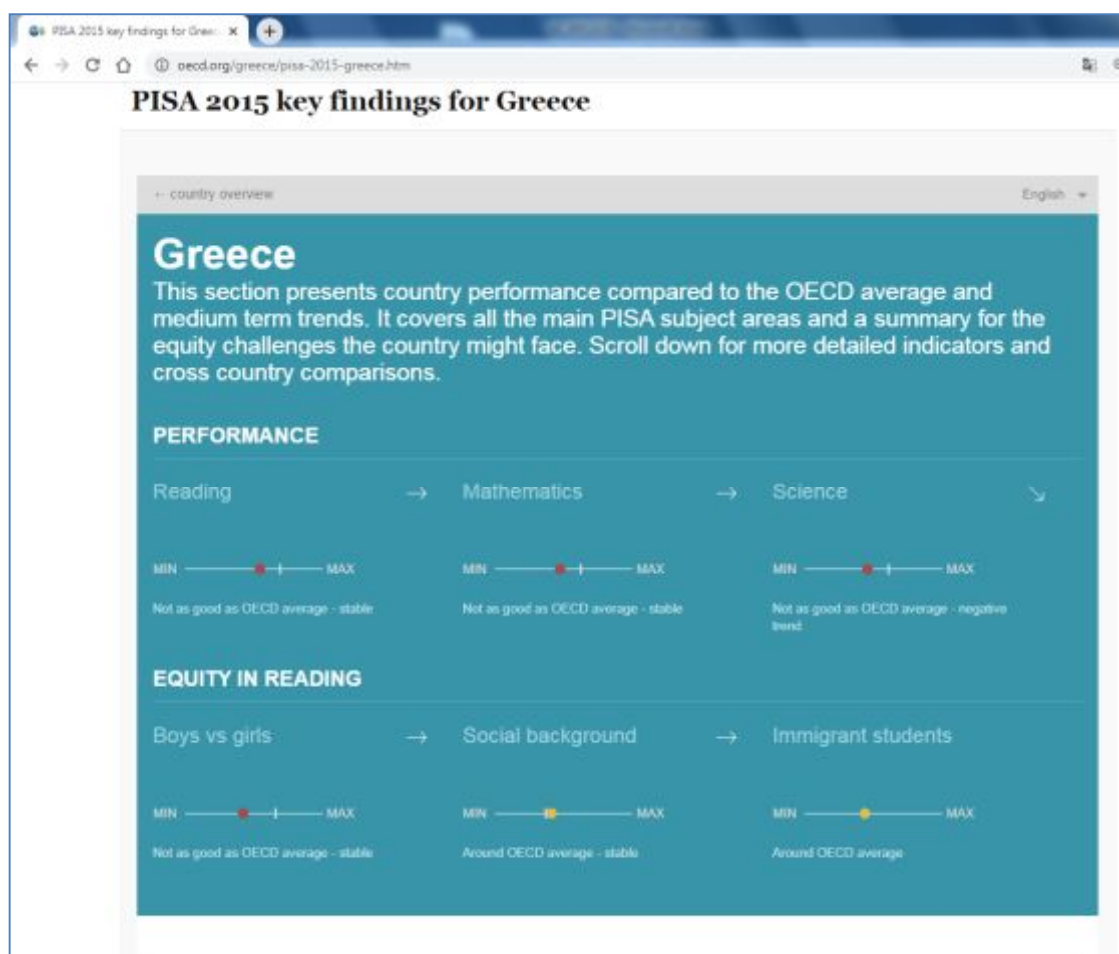 PISA 2015 key findings for Gree
oecd.org/greece/pisa-2015-greece.htm
PISA 2015 key findings for Greece
← country overview English
Greece
This section presents country performance compared to the OECD average and
medium term trends. It covers all the main PISA subject areas and a summary for the
equity challenges the country might face. Scroll down for more detailed indicators and
cross country comparisons.
PERFORMANCE
Reading → Mathematics → Science ↘
MIN MAX MIN MAX MIN MAX
Not as good as OECD average - stable Not as good as OECD average - stable Not as good as OECD average - negative
trend
EQUITY IN READING
Boys vs girls → Social background → Immigrant students
MIN MAX MIN MAX MIN MAX
Not as good as OECD average - stable Around OECD average - stable Around OECD average